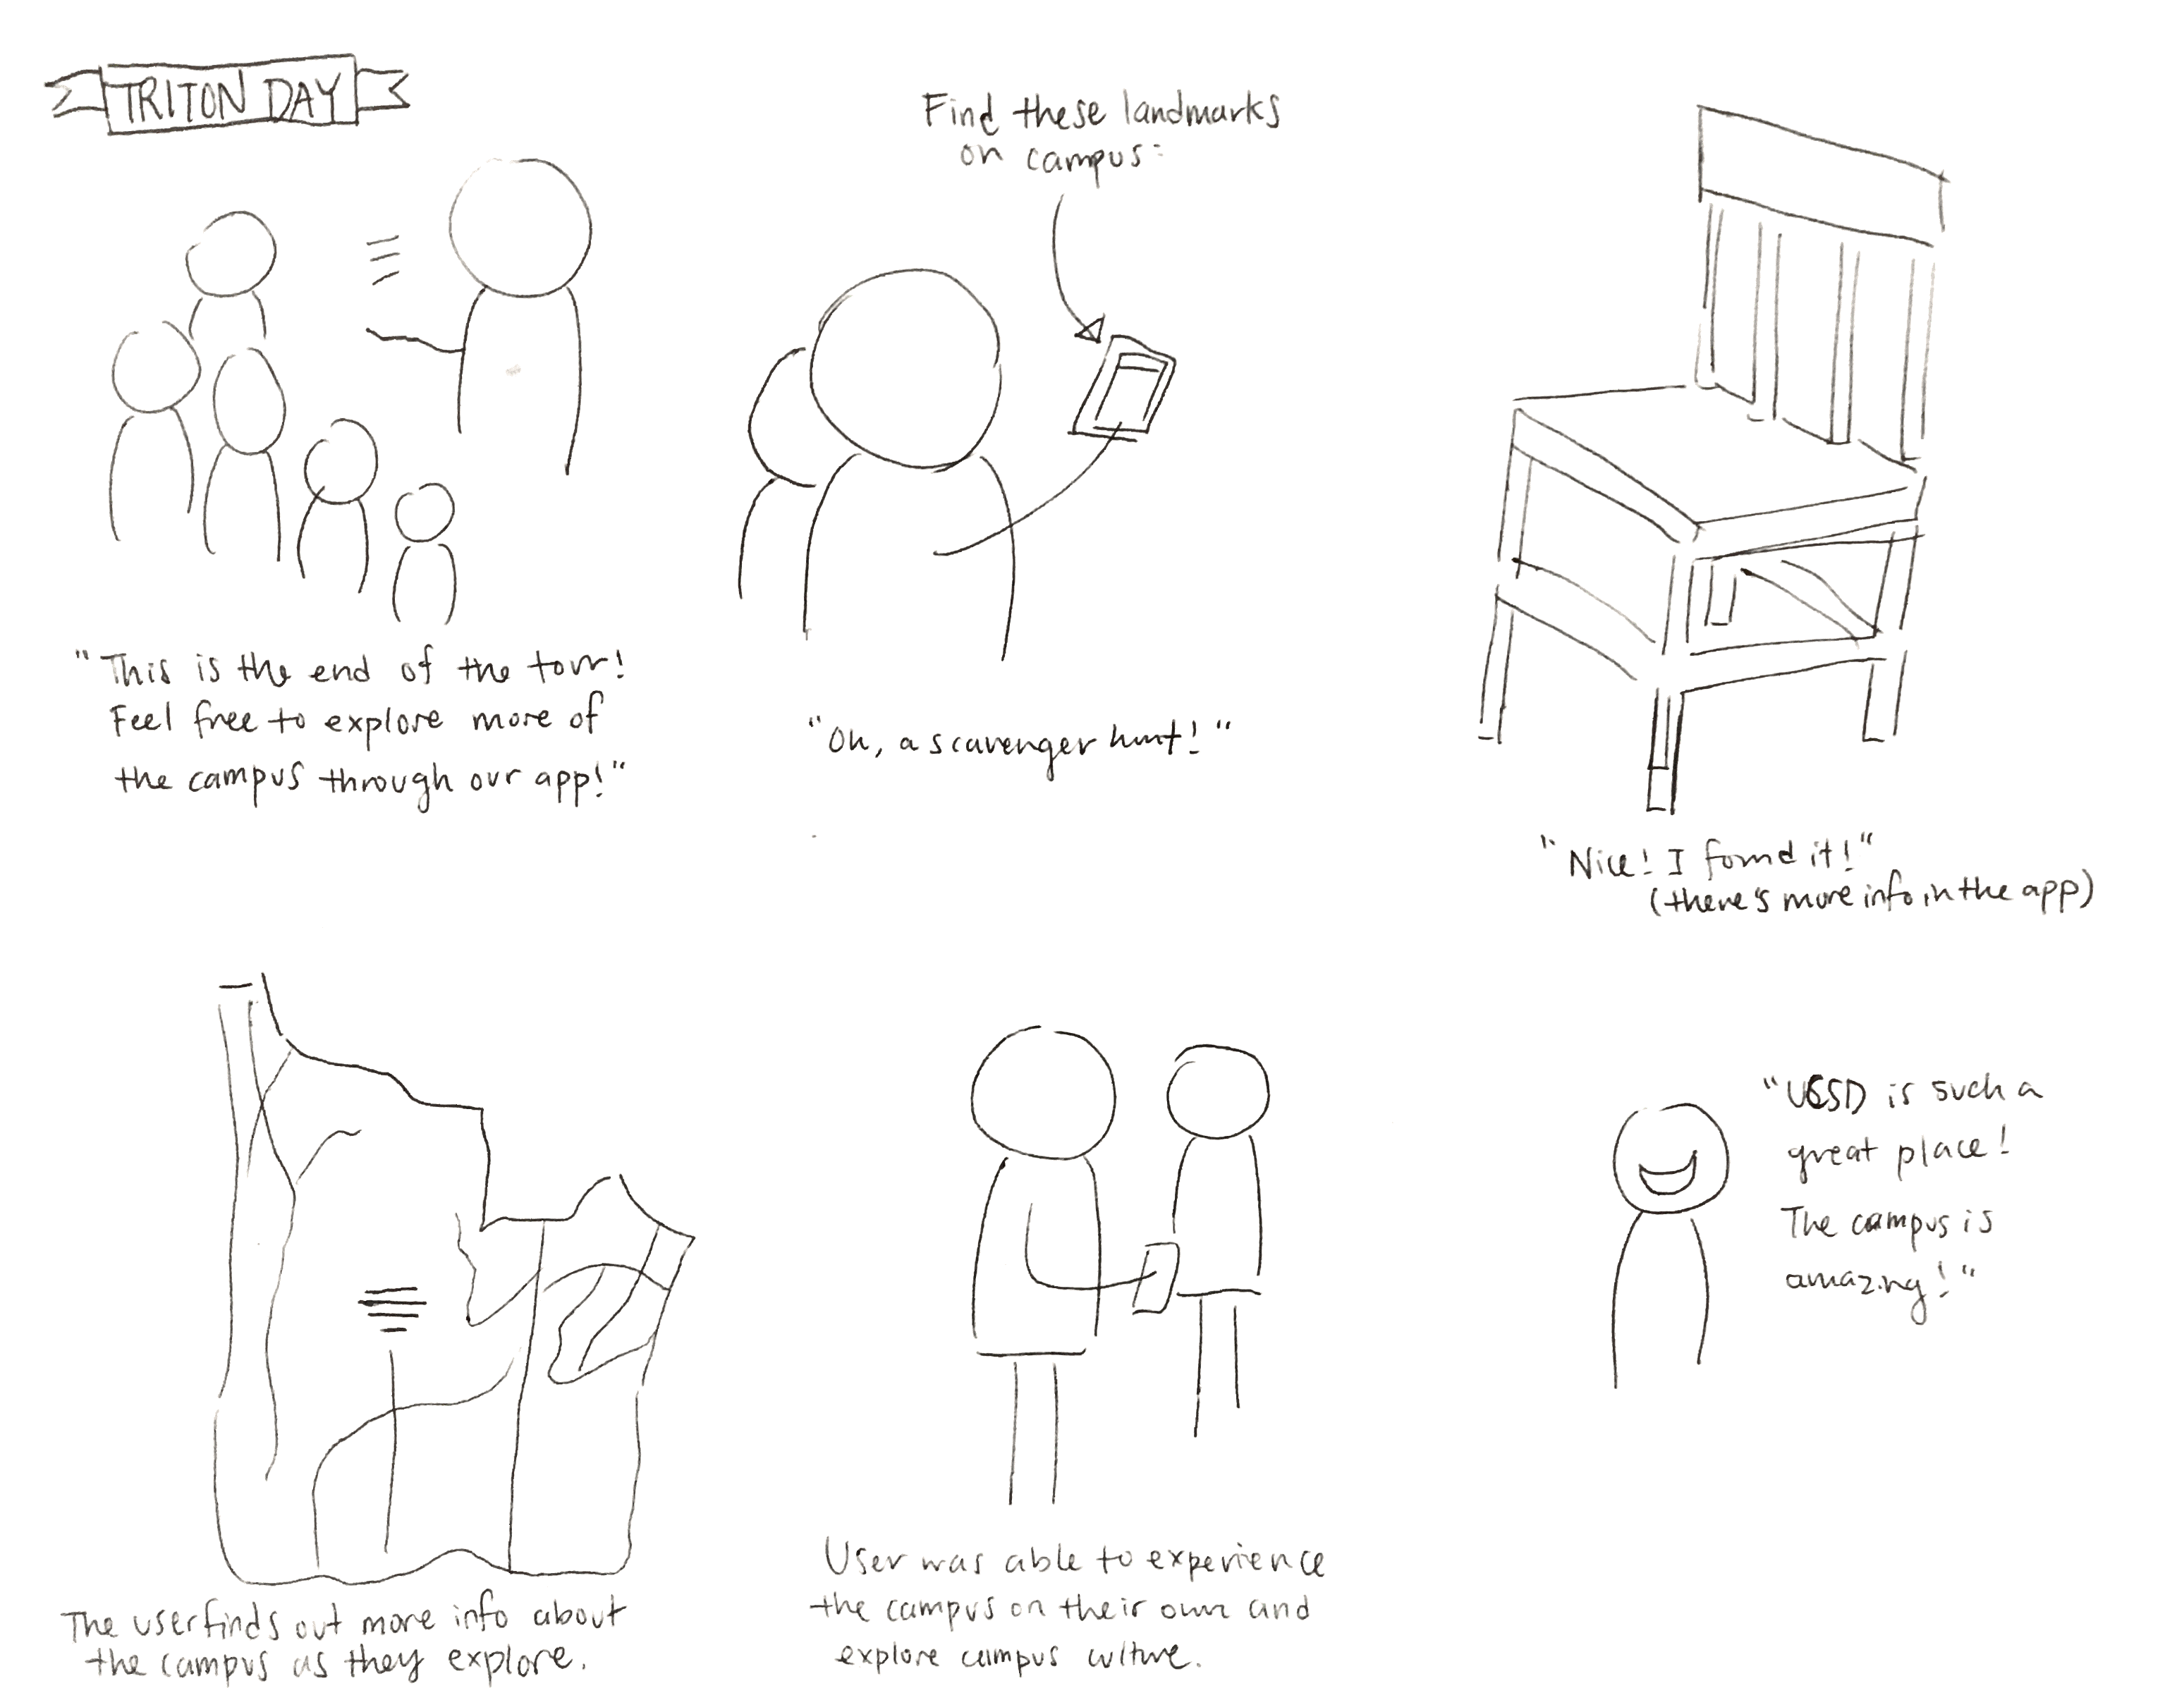 TRITON DAY
"This is the end of the tour!
Feel free to explore more of
the campus through our app!"
Find these landmarks
on campus:
"Oh, a scavenger hunt!"
"Nice! I found it!"
(there's more info in the app)
The user finds out more info about
the campus as they explore.
User was able to experience
the campus on their own and
explore campus culture.
"UCSD is such a
great place!
The campus is
amazing!"